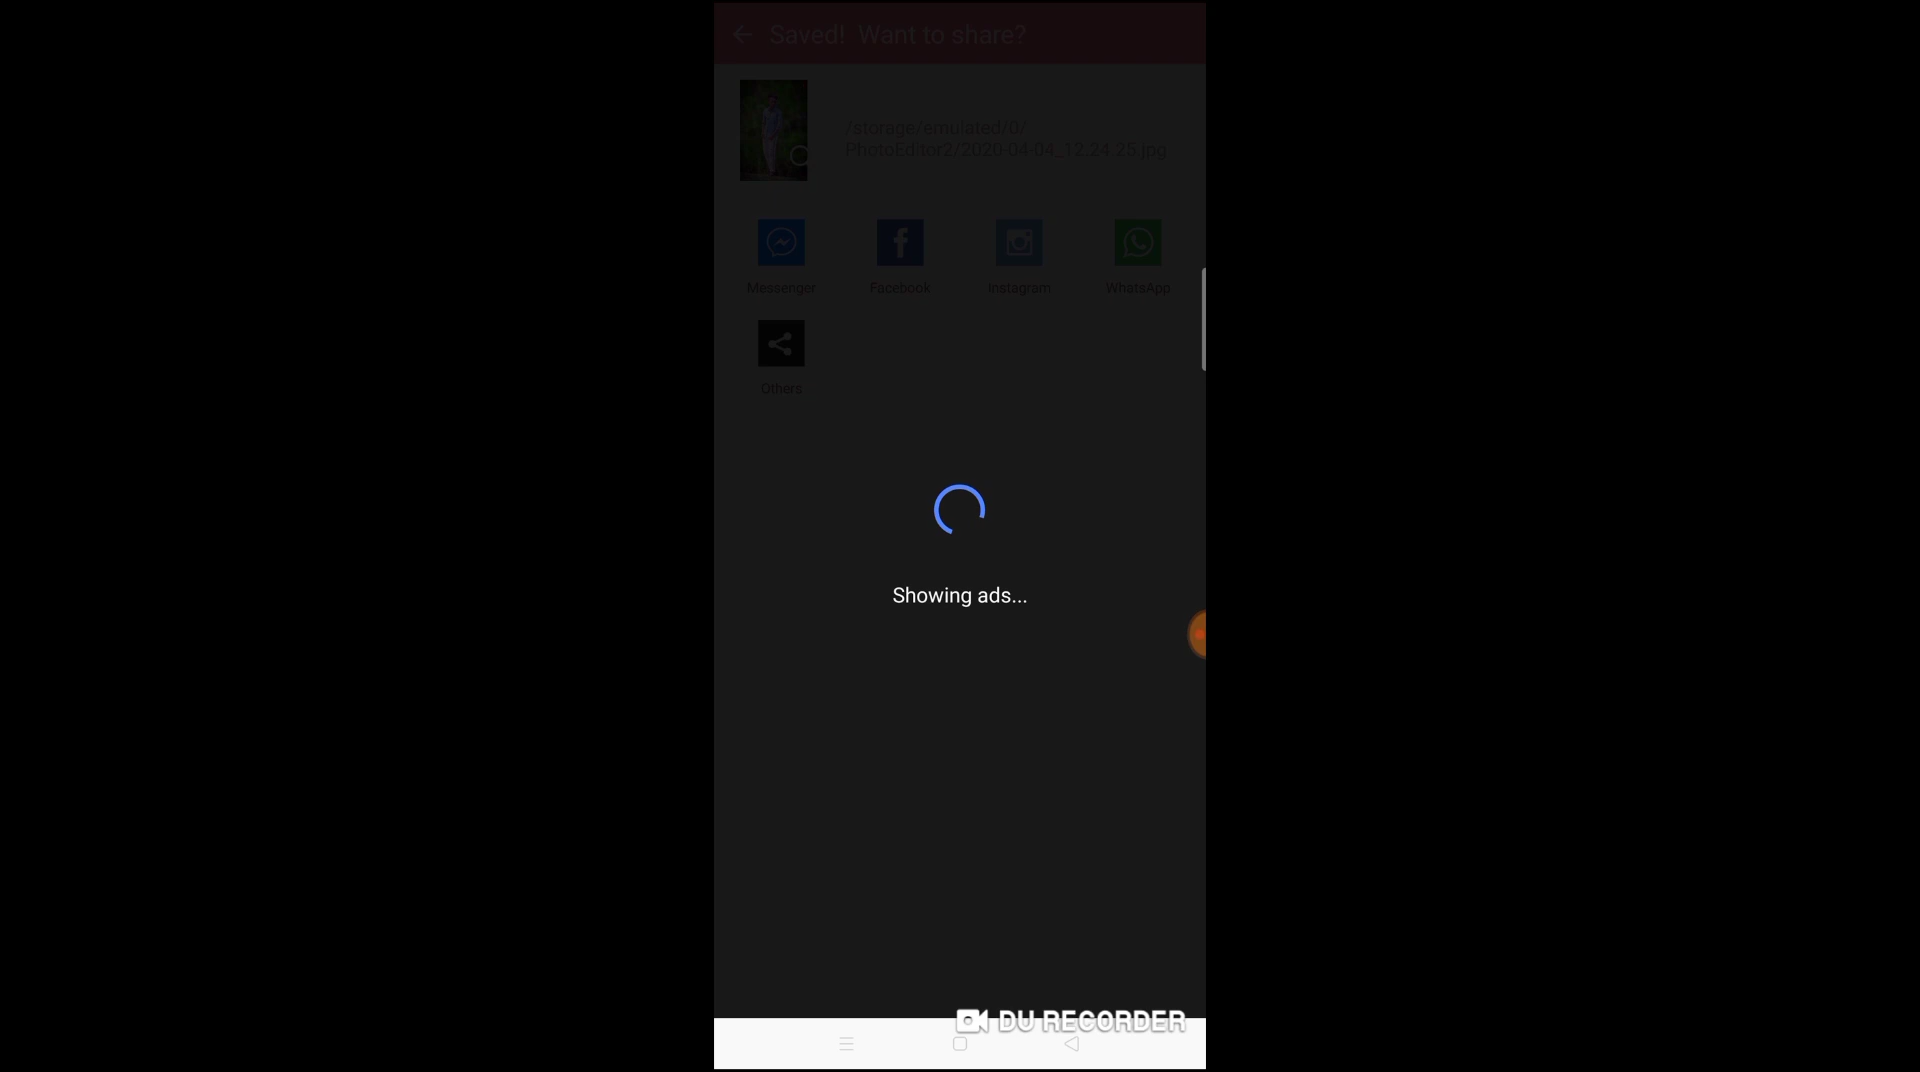 Saved! Want to share?
/storage/emulated/0/
PhotoEditor2/2020-04-04_12.24.25.jpg
Messenger
Facebook
Instagram
WhatsApp
Others
Showing ads...
DU RECORDER